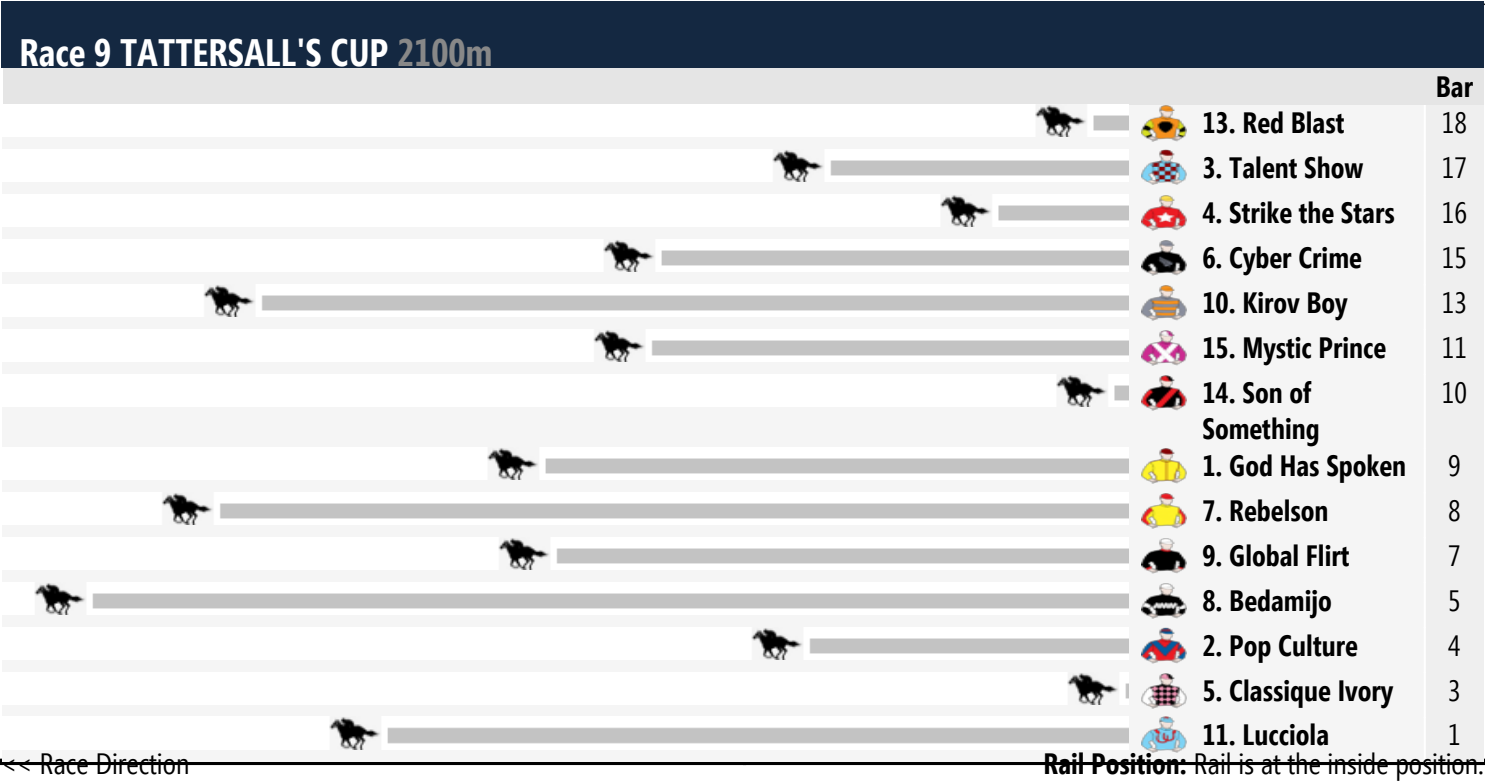 Race 9 TATTERSALL'S CUP 2100m
Bar
13. Red Blast 18
3. Talent Show 17
4. Strike the Stars 16
6. Cyber Crime 15
10. Kirov Boy 13
15. Mystic Prince 11
14. Son of 10
Something
1. God Has Spoken 9
7. Rebelson 8
9. Global Flirt 7
8. Bedamijo 5
2. Pop Culture 4
5. Classique Ivory 3
11. Lucciola 1
<< Race Direction Rail Position: Rail is at the inside position.